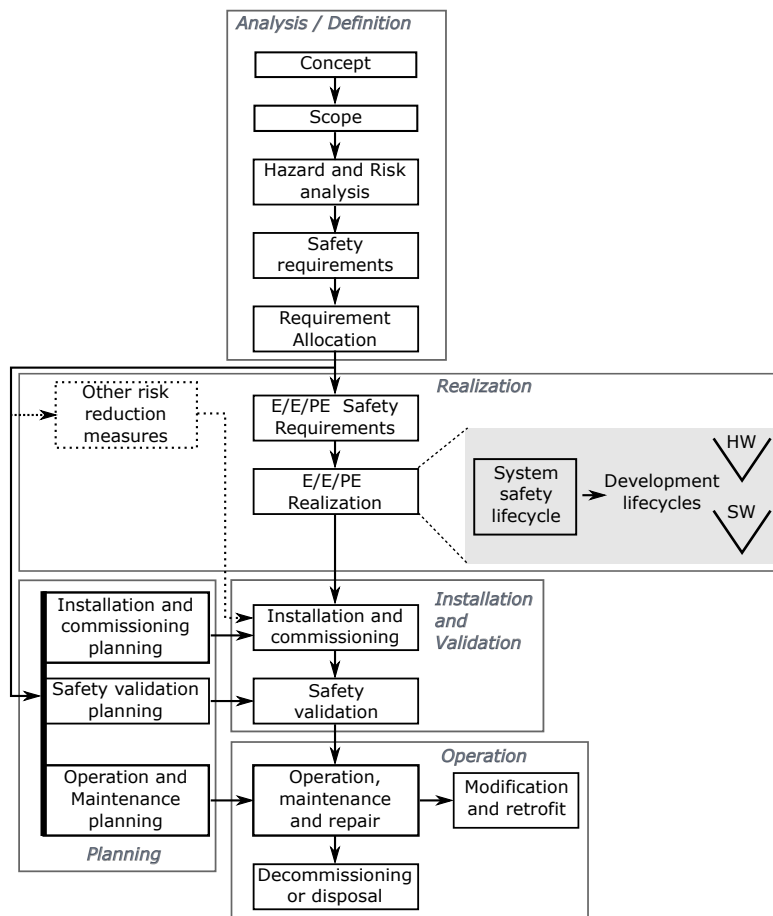 Analysis / Definition
Concept
Scope
Hazard and Risk
analysis
Safety
requirements
Requirement
Allocation
Realization
Other risk
reduction
measures
E/E/PE Safety
Requirements
E/E/PE
Realization
System
safety
lifecycle
Development
lifecycles
HW
SW
Installation and
commissioning
planning
Safety validation
planning
Operation and
Maintenance
planning
Planning
Installation and
commissioning
Safety
validation
Installation
and
Validation
Operation
Operation,
maintenance
and repair
Modification
and retrofit
Decommissioning
or disposal